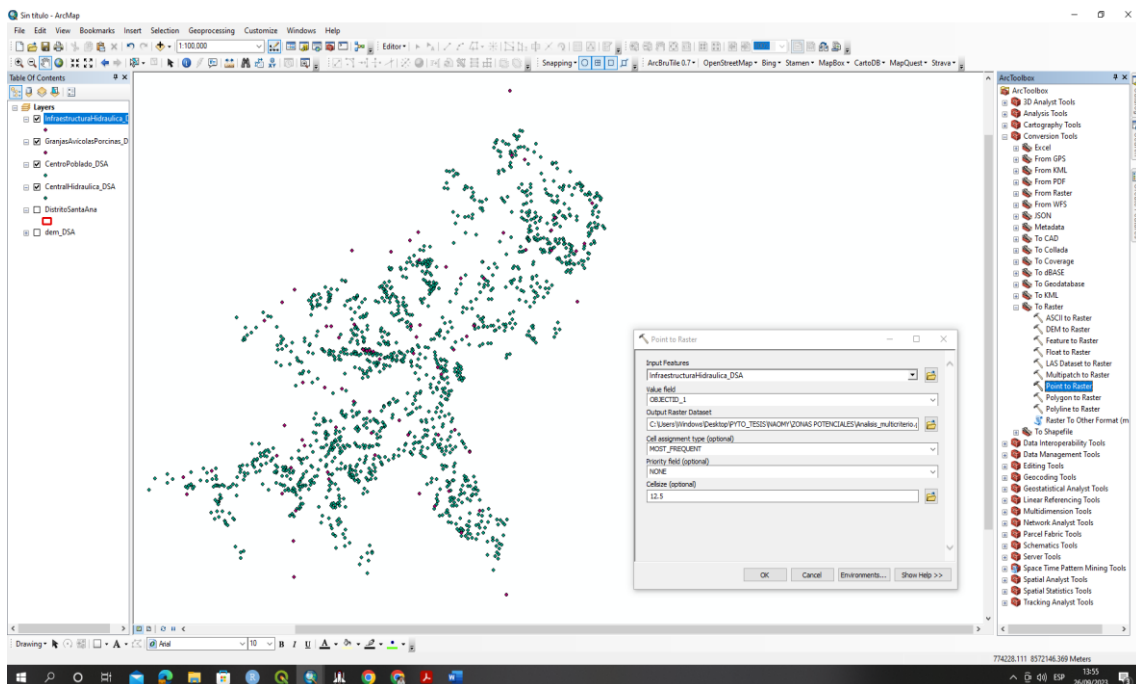 Sin título - ArcMap
File Edit View Bookmarks Insert Selection Geoprocessing Customize Windows Help
1:100,000
Editor
Snapping
ArcBruTile 0.7 OpenStreetMap Bing Stamen MapBox CartoDB MapQuest Strava
Table Of Contents
Layers
InfraestructuraHidraulica_D
GranjasAvicolasPorcinas_D
CentroPoblado_DSA
CentralHidraulica_DSA
DistritoSantaAna
dem_DSA
Point to Raster
Input Features
InfraestructuraHidraulica_DSA
Value field
OBJECTID_1
Output Raster Dataset
C:\Users\Windows\Desktop\PYTO_TESIS\NAOMY\ZONAS POTENCIALES\Analisis_multicriterio.g
Cell assignment type (optional)
MOST_FREQUENT
Priority field (optional)
NONE
Cellsize (optional)
12.5
OK Cancel Environments... Show Help >>
ArcToolbox
ArcToolbox
3D Analyst Tools
Analysis Tools
Cartography Tools
Conversion Tools
Excel
From GPS
From KML
From PDF
From Raster
From WFS
JSON
Metadata
To CAD
To Collada
To Coverage
To dBASE
To Geodatabase
To KML
To Raster
ASCII to Raster
DEM to Raster
Feature to Raster
Float to Raster
LAS Dataset to Raster
Multipatch to Raster
Point to Raster
Polygon to Raster
Polyline to Raster
Raster To Other Format (m
To Shapefile
Data Interoperability Tools
Data Management Tools
Editing Tools
Geocoding Tools
Geostatistical Analyst Tools
Linear Referencing Tools
Multidimension Tools
Network Analyst Tools
Parcel Fabric Tools
Schematics Tools
Server Tools
Space Time Pattern Mining Tools
Spatial Analyst Tools
Spatial Statistics Tools
Tracking Analyst Tools
Drawing Arial 10 B I U A
774228.111 8572146.369 Meters
ESP
13:55
26/09/2023